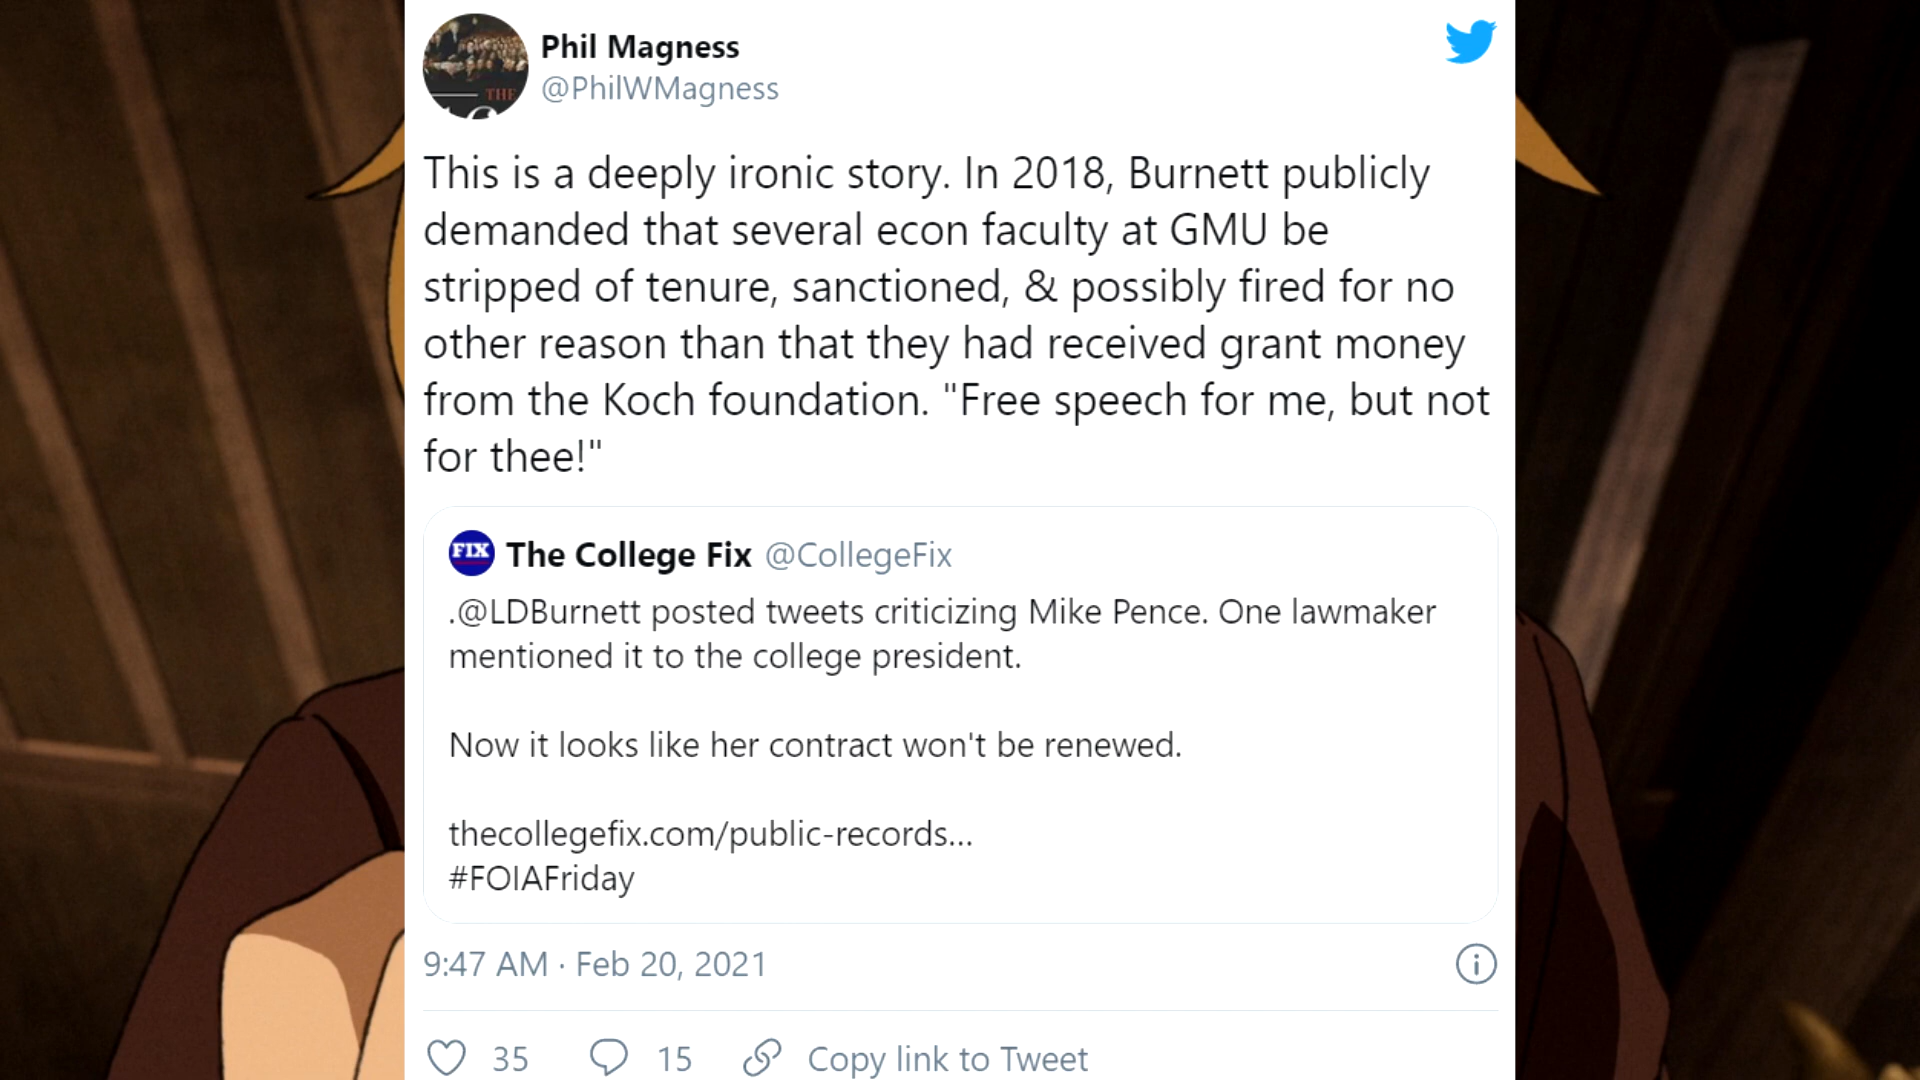 Phil Magness
@PhilWMagness
This is a deeply ironic story. In 2018, Burnett publicly
demanded that several econ faculty at GMU be
stripped of tenure, sanctioned, & possibly fired for no
other reason than that they had received grant money
from the Koch foundation. "Free speech for me, but not
for thee!"
FIX The College Fix @CollegeFix
.@LDBurnett posted tweets criticizing Mike Pence. One lawmaker
mentioned it to the college president.
Now it looks like her contract won't be renewed.
thecollegefix.com/public-records...
#FOIAFriday
9:47 AM · Feb 20, 2021
35 15 Copy link to Tweet
THE